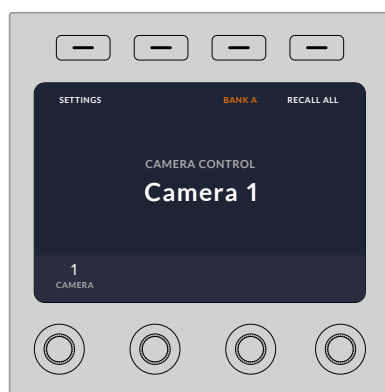 SETTINGS BANK A RECALL ALL
CAMERA CONTROL
Camera 1
1
CAMERA